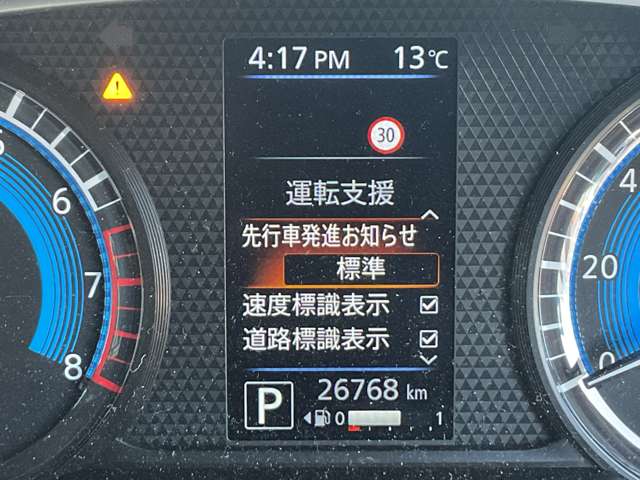 4:17 PM 13℃
30
運転支援
先行車発進お知らせ
標準
速度標識表示
道路標識表示
P 26768 km
0 1
5
6
7
8
4
20
0